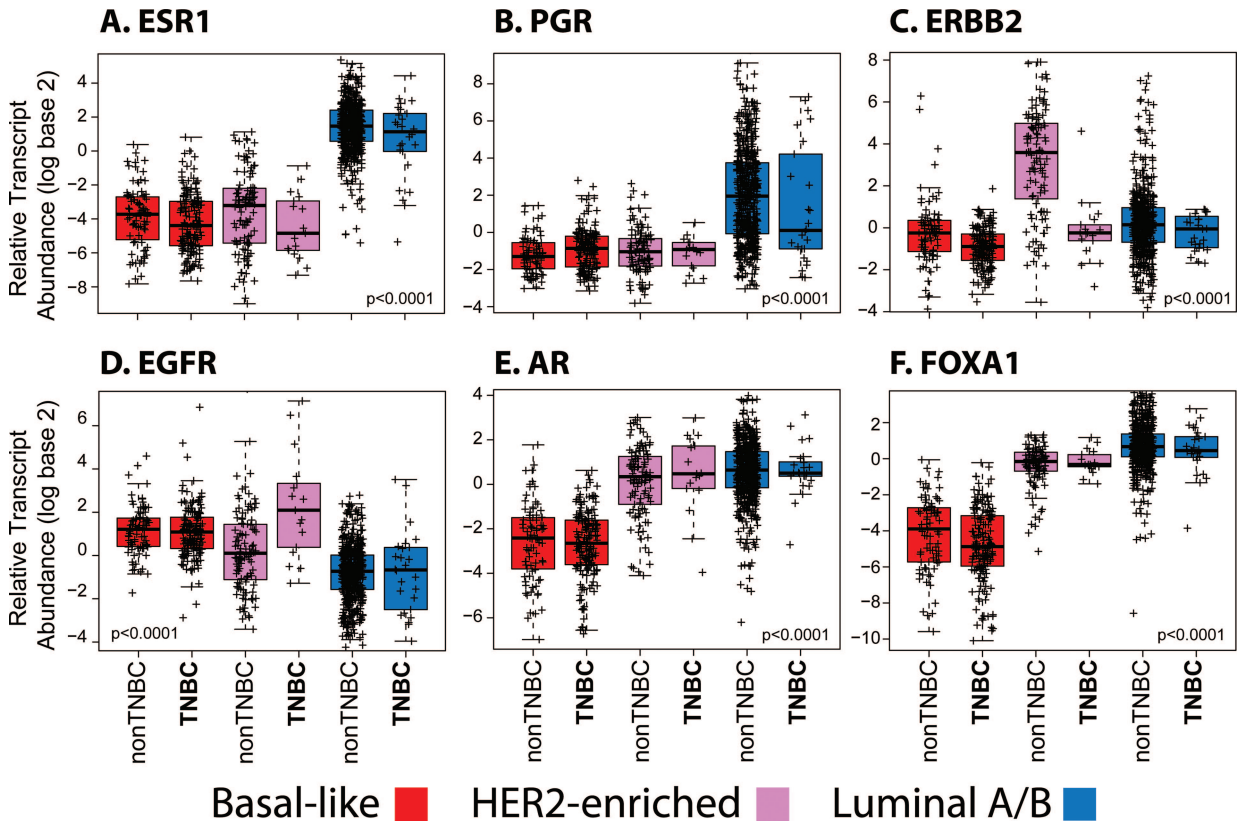 A. ESR1
B. PGR
C. ERBB2
Relative Transcript
Abundance (log base 2)
4
2
0
−2
−4
−6
−8
p<0.0001
8
6
4
2
0
−2
−4
p<0.0001
8
6
4
2
0
−2
−4
p<0.0001
D. EGFR
E. AR
F. FOXA1
Relative Transcript
Abundance (log base 2)
6
4
2
0
−2
−4
p<0.0001
4
2
0
−2
−4
−6
p<0.0001
2
0
−2
−4
−6
−8
−10
p<0.0001
nonTNBC
TNBC
nonTNBC
TNBC
nonTNBC
TNBC
nonTNBC
TNBC
nonTNBC
TNBC
nonTNBC
TNBC
nonTNBC
TNBC
nonTNBC
TNBC
nonTNBC
TNBC
Basal-like HER2-enriched Luminal A/B